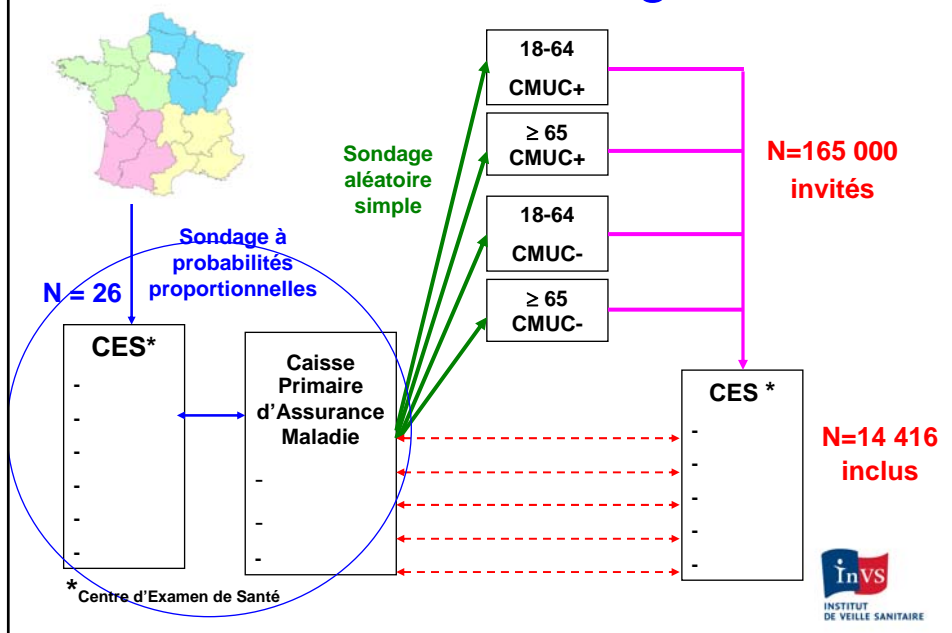 18-64
CMUC+
≥ 65
CMUC+
18-64
CMUC-
≥ 65
CMUC-
Sondage
aléatoire
simple
N=165 000
invités
Sondage à
probabilités
proportionnelles
N = 26
CES*
-
-
-
-
-
-
Caisse
Primaire
d’Assurance
Maladie
-
-
-
CES *
-
-
-
-
-
N=14 416
inclus
*Centre d’Examen de Santé
InVS
INSTITUT
DE VEILLE SANITAIRE